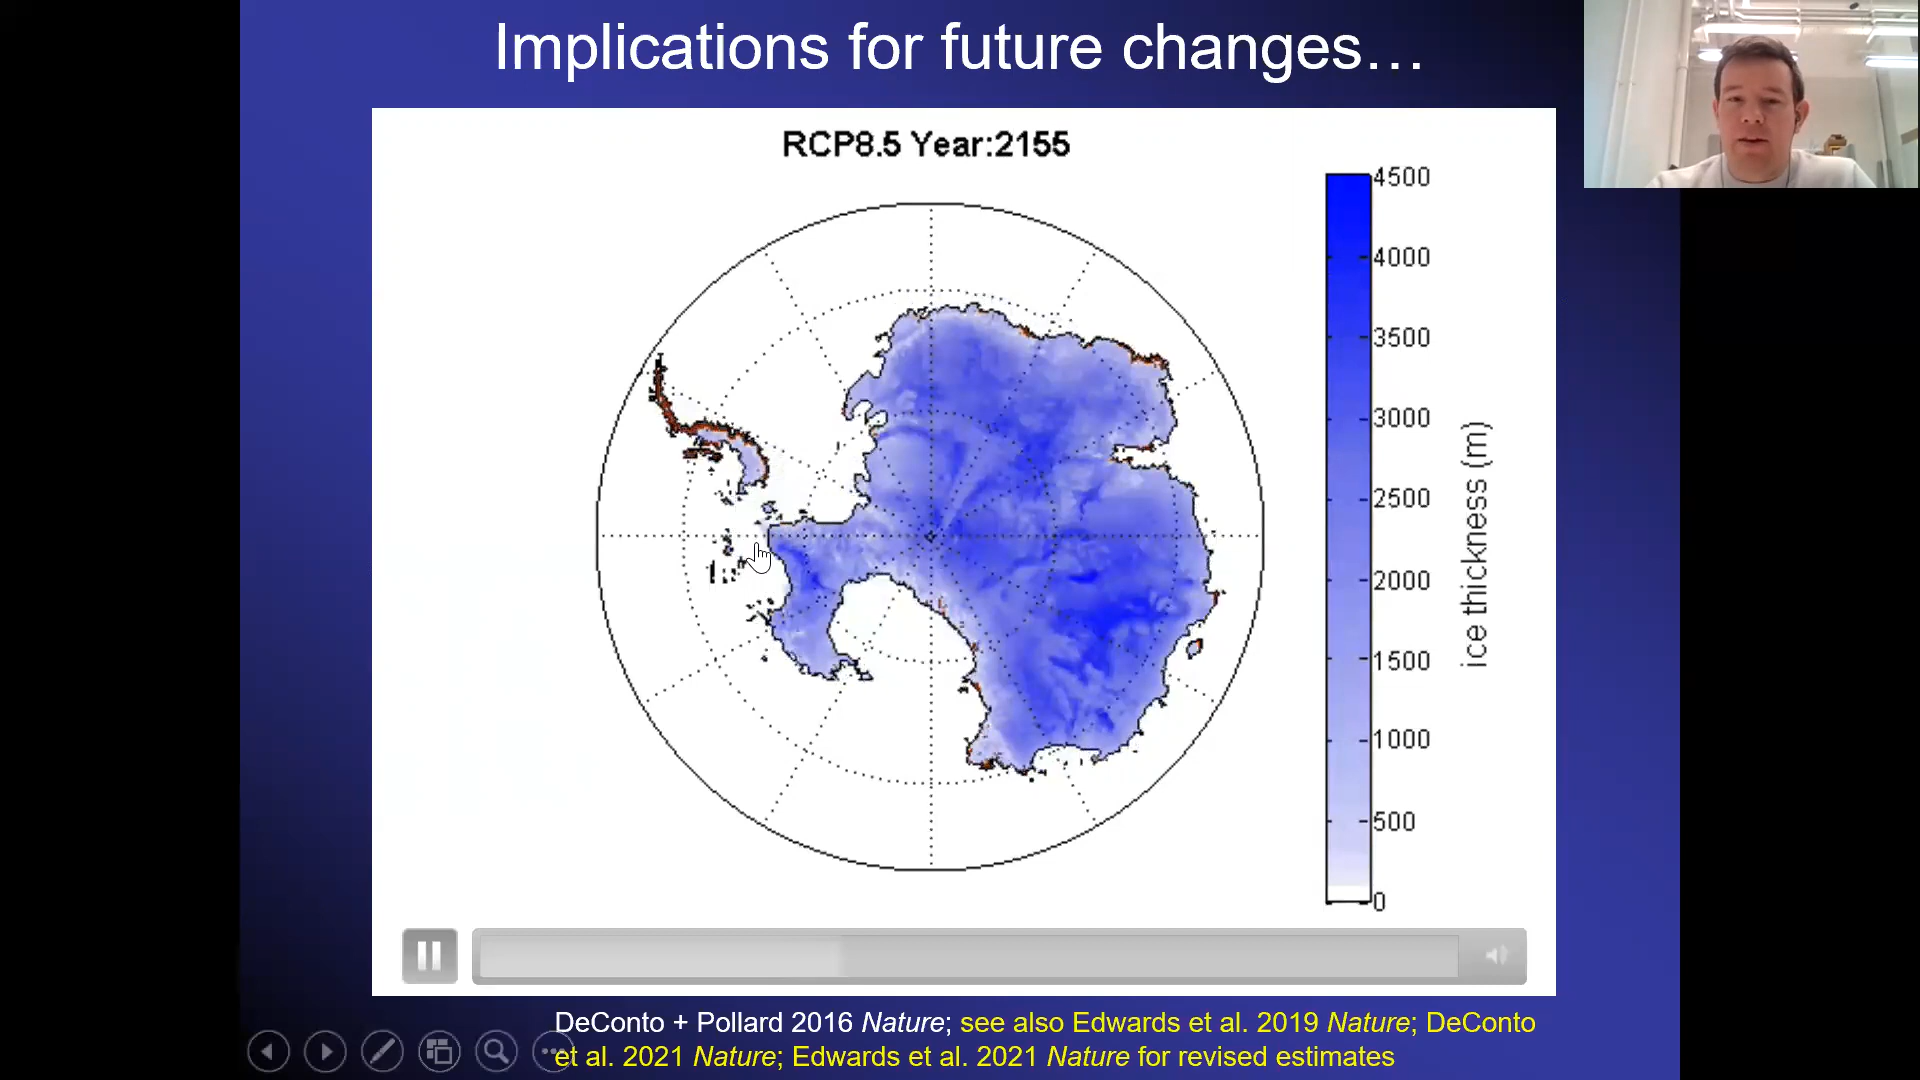 Implications for future changes…
RCP8.5 Year:2155
4500
4000
3500
3000
2500
2000
1500
1000
500
0
ice thickness (m)
DeConto + Pollard 2016 Nature; see also Edwards et al. 2019 Nature; DeConto
et al. 2021 Nature; Edwards et al. 2021 Nature for revised estimates